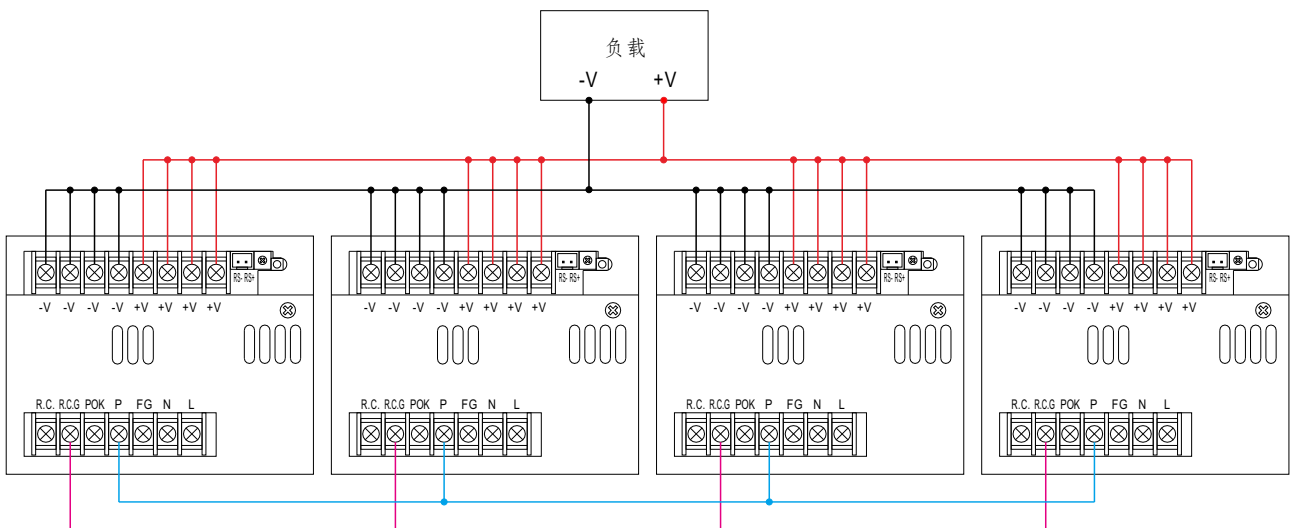 负载
-V +V
RS- RS+ RS- RS+ RS- RS+ RS- RS+
-V -V -V -V +V +V +V +V -V -V -V -V +V +V +V +V -V -V -V -V +V +V +V +V -V -V -V -V +V +V +V +V
R.C. R.C.G POK P FG N L R.C. R.C.G POK P FG N L R.C. R.C.G POK P FG N L R.C. R.C.G POK P FG N L